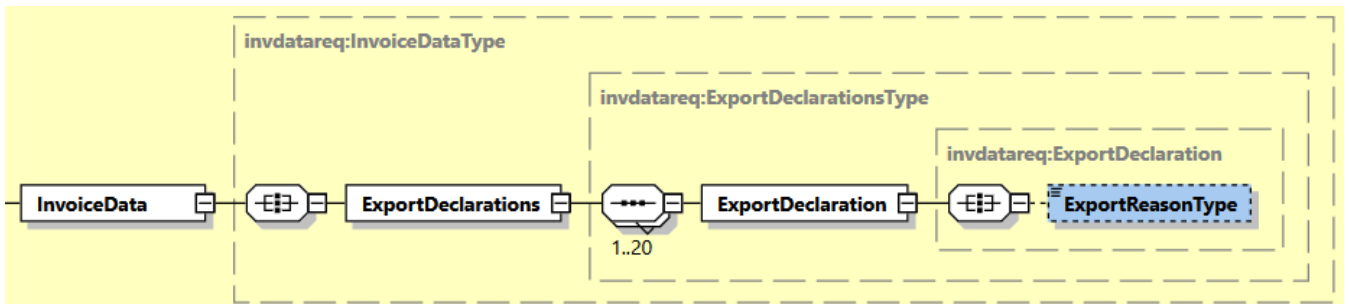 invdatareq:InvoiceDataType
invdatareq:ExportDeclarationsType
invdatareq:ExportDeclaration
InvoiceData
ExportDeclarations
ExportDeclaration
ExportReasonType
1..20